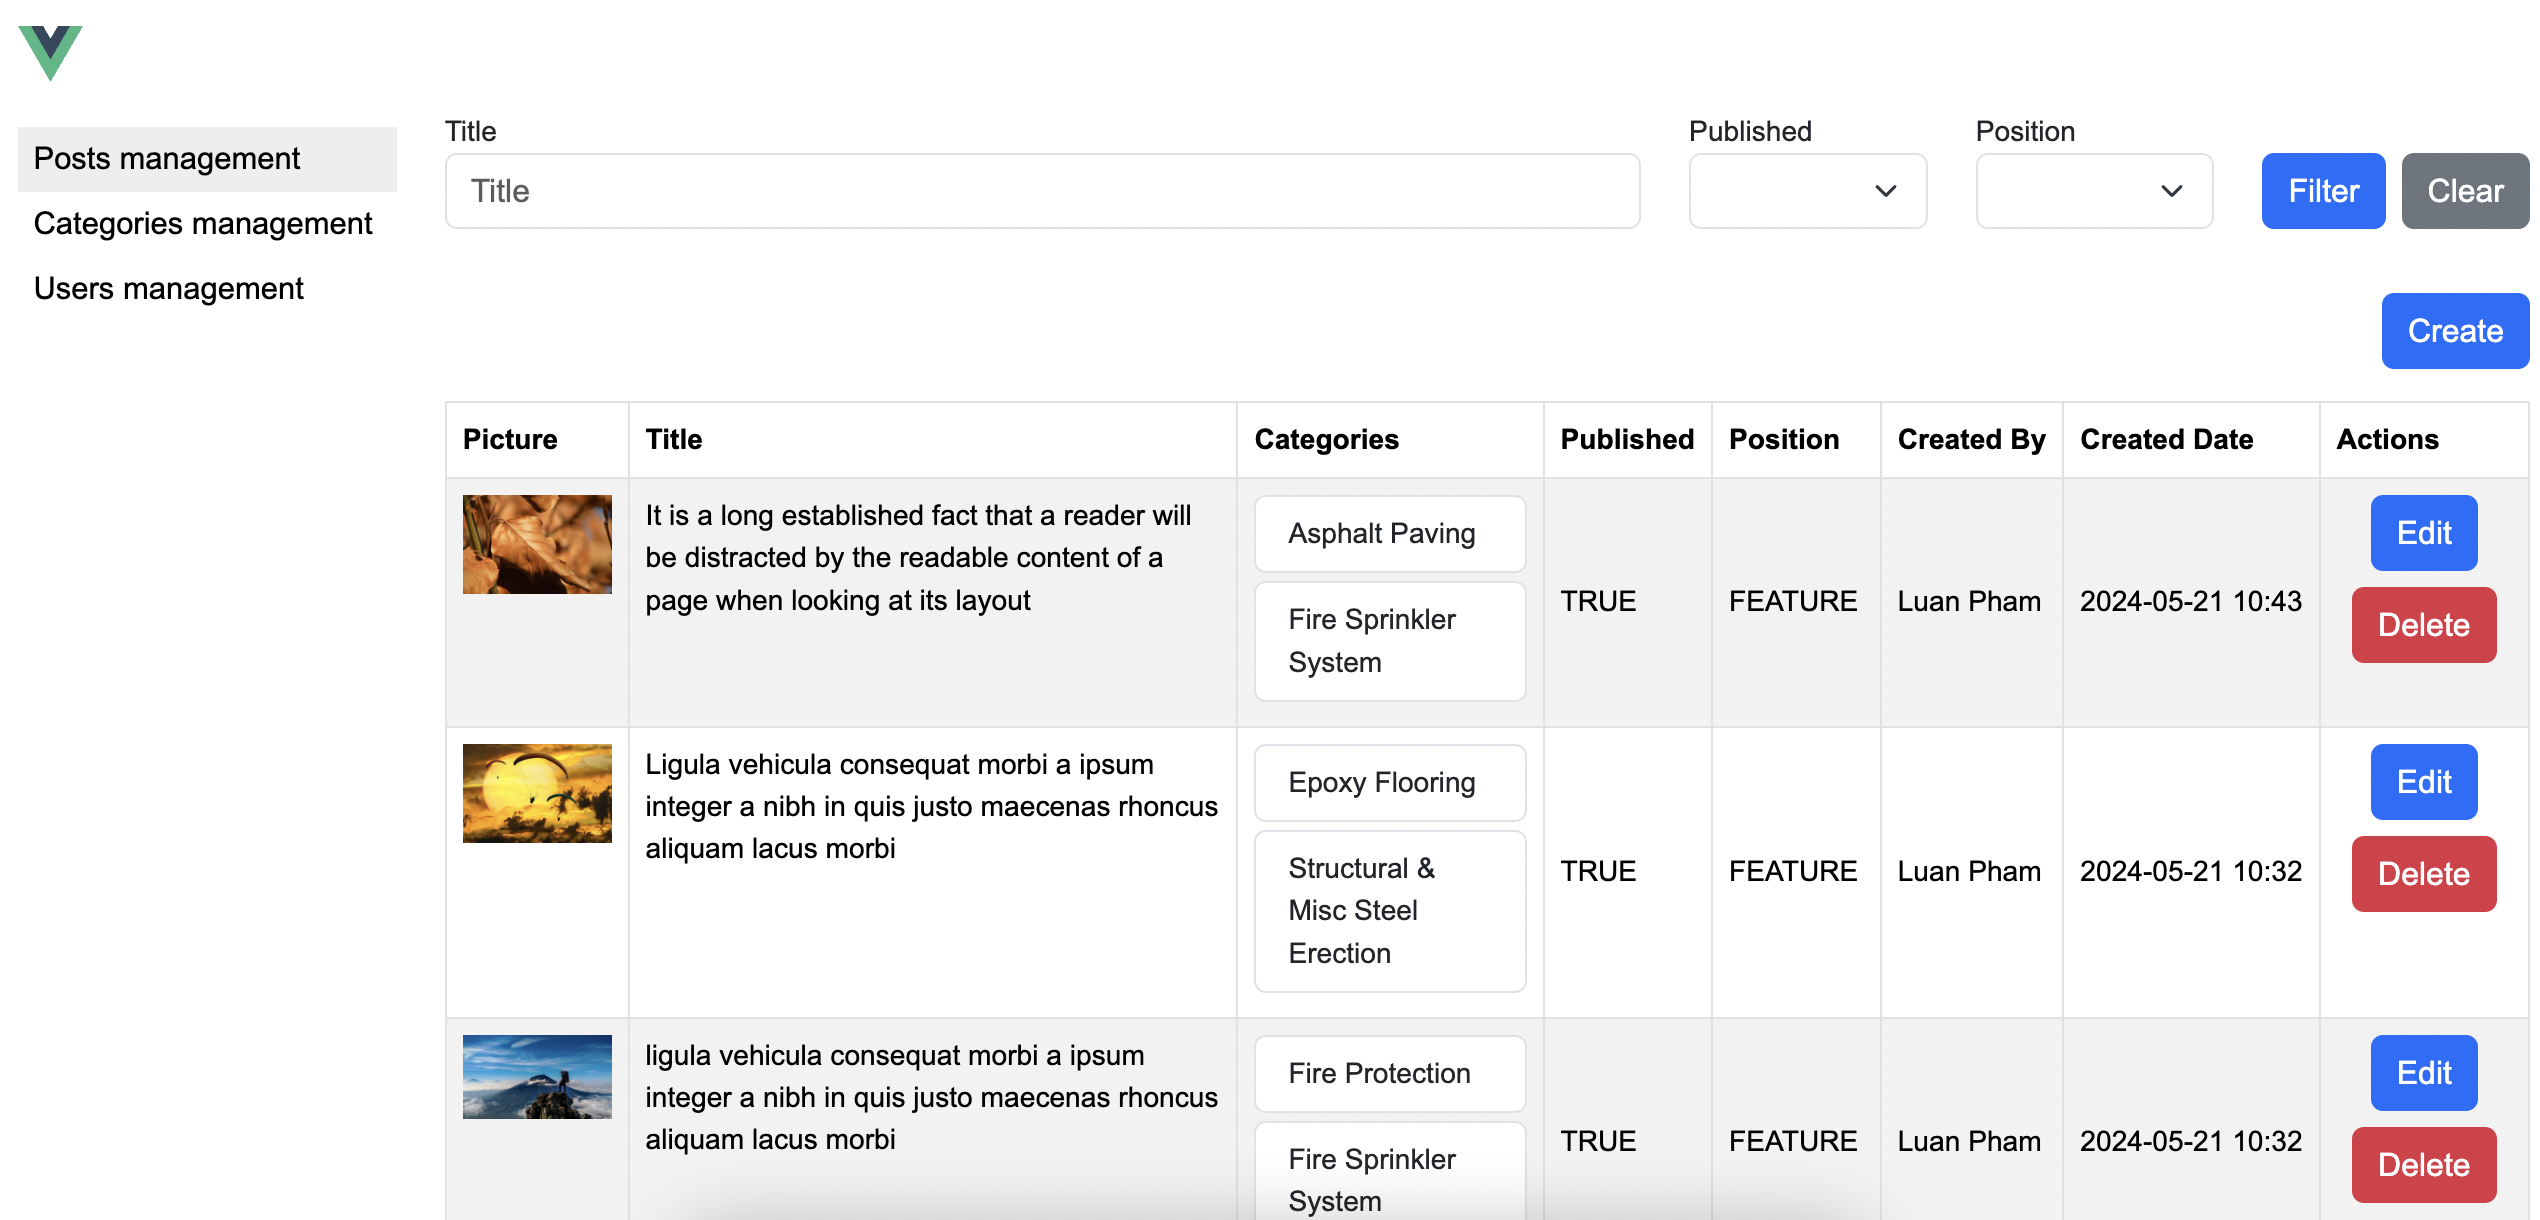 Posts management
Categories management
Users management
Title
Published
Position
Title
Filter
Clear
Create
Picture
Title
Categories
Published
Position
Created By
Created Date
Actions
It is a long established fact that a reader will
be distracted by the readable content of a
page when looking at its layout
Asphalt Paving
Fire Sprinkler
System
TRUE
FEATURE
Luan Pham
2024-05-21 10:43
Edit
Delete
Ligula vehicula consequat morbi a ipsum
integer a nibh in quis justo maecenas rhoncus
aliquam lacus morbi
Epoxy Flooring
Structural &
Misc Steel
Erection
TRUE
FEATURE
Luan Pham
2024-05-21 10:32
Edit
Delete
ligula vehicula consequat morbi a ipsum
integer a nibh in quis justo maecenas rhoncus
aliquam lacus morbi
Fire Protection
Fire Sprinkler
System
TRUE
FEATURE
Luan Pham
2024-05-21 10:32
Edit
Delete